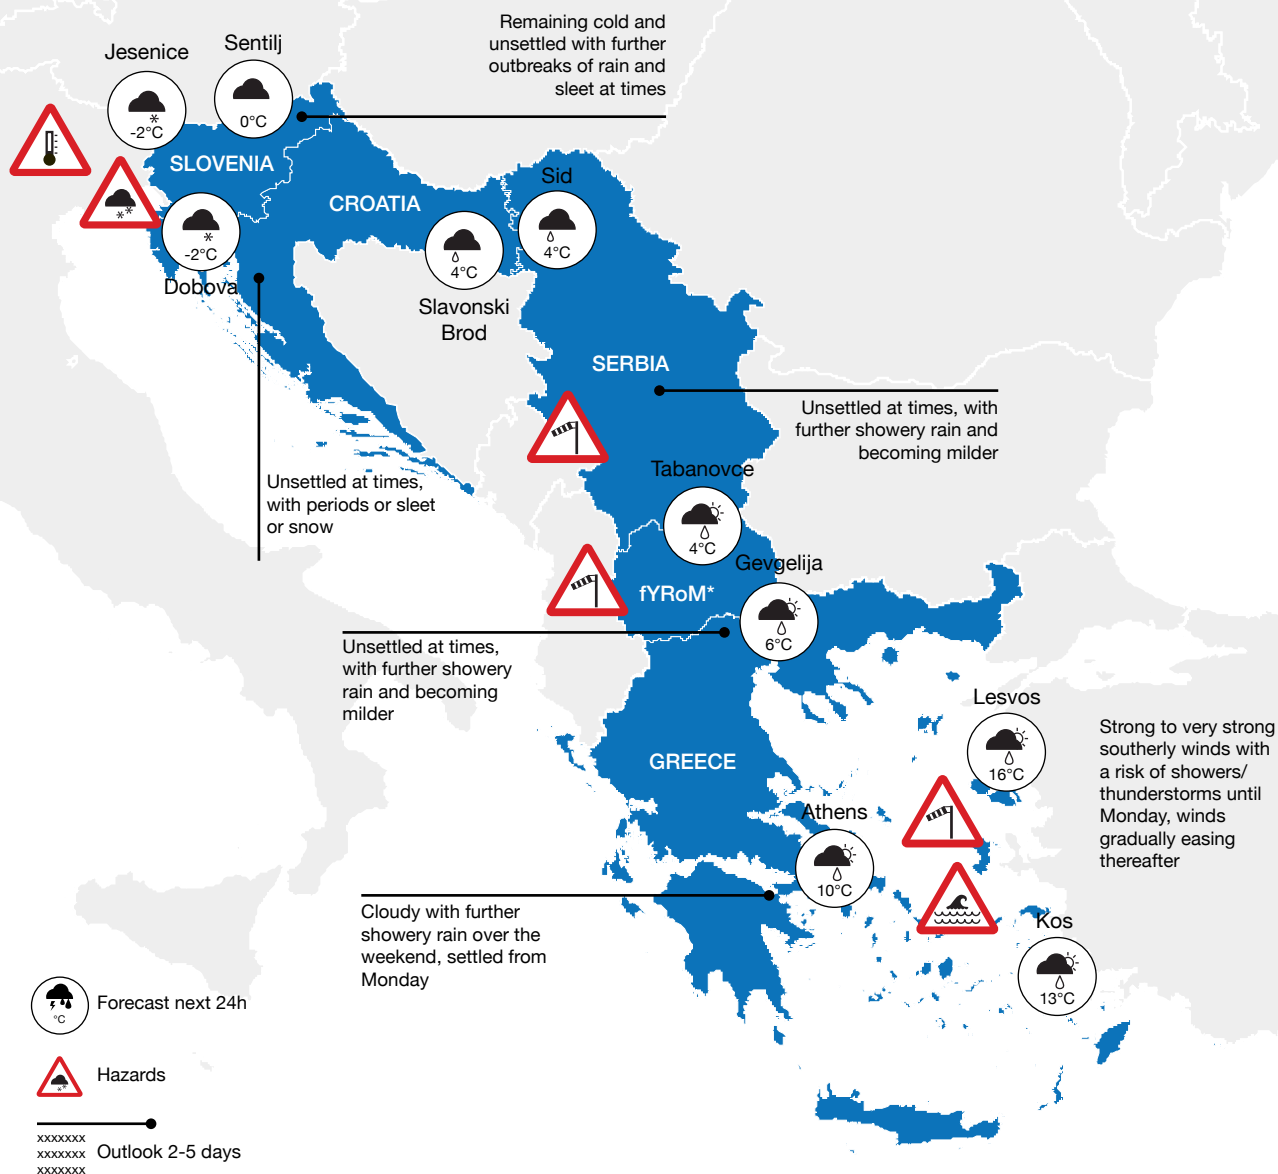 Remaining cold and
unsettled with further
outbreaks of rain and
sleet at times
Jesenice
Sentilj
-2°C
0°C
SLOVENIA
CROATIA
Sid
4°C
-2°C
Dobova
4°C
Slavonski
Brod
SERBIA
Unsettled at times, with
further showery rain and
becoming milder
Unsettled at times,
with periods or sleet
or snow
Tabanovce
4°C
Gevgelija
fYRoM*
6°C
Unsettled at times,
with further showery
rain and becoming
milder
Lesvos
16°C
Strong to very strong
southerly winds with
a risk of showers/
thunderstorms until
Monday, winds
gradually easing
thereafter
GREECE
Athens
10°C
Cloudy with further
showery rain over the
weekend, settled from
Monday
Kos
13°C
°C
Forecast next 24h
Hazards
xxxxxxx
xxxxxxx
xxxxxxx
Outlook 2-5 days